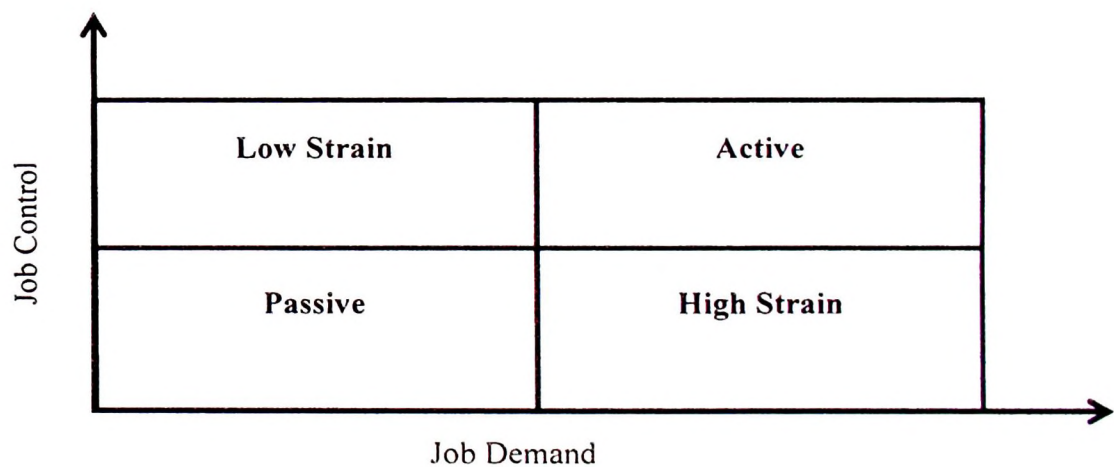 Low Strain
Active
Job Control
Passive
High Strain
Job Demand